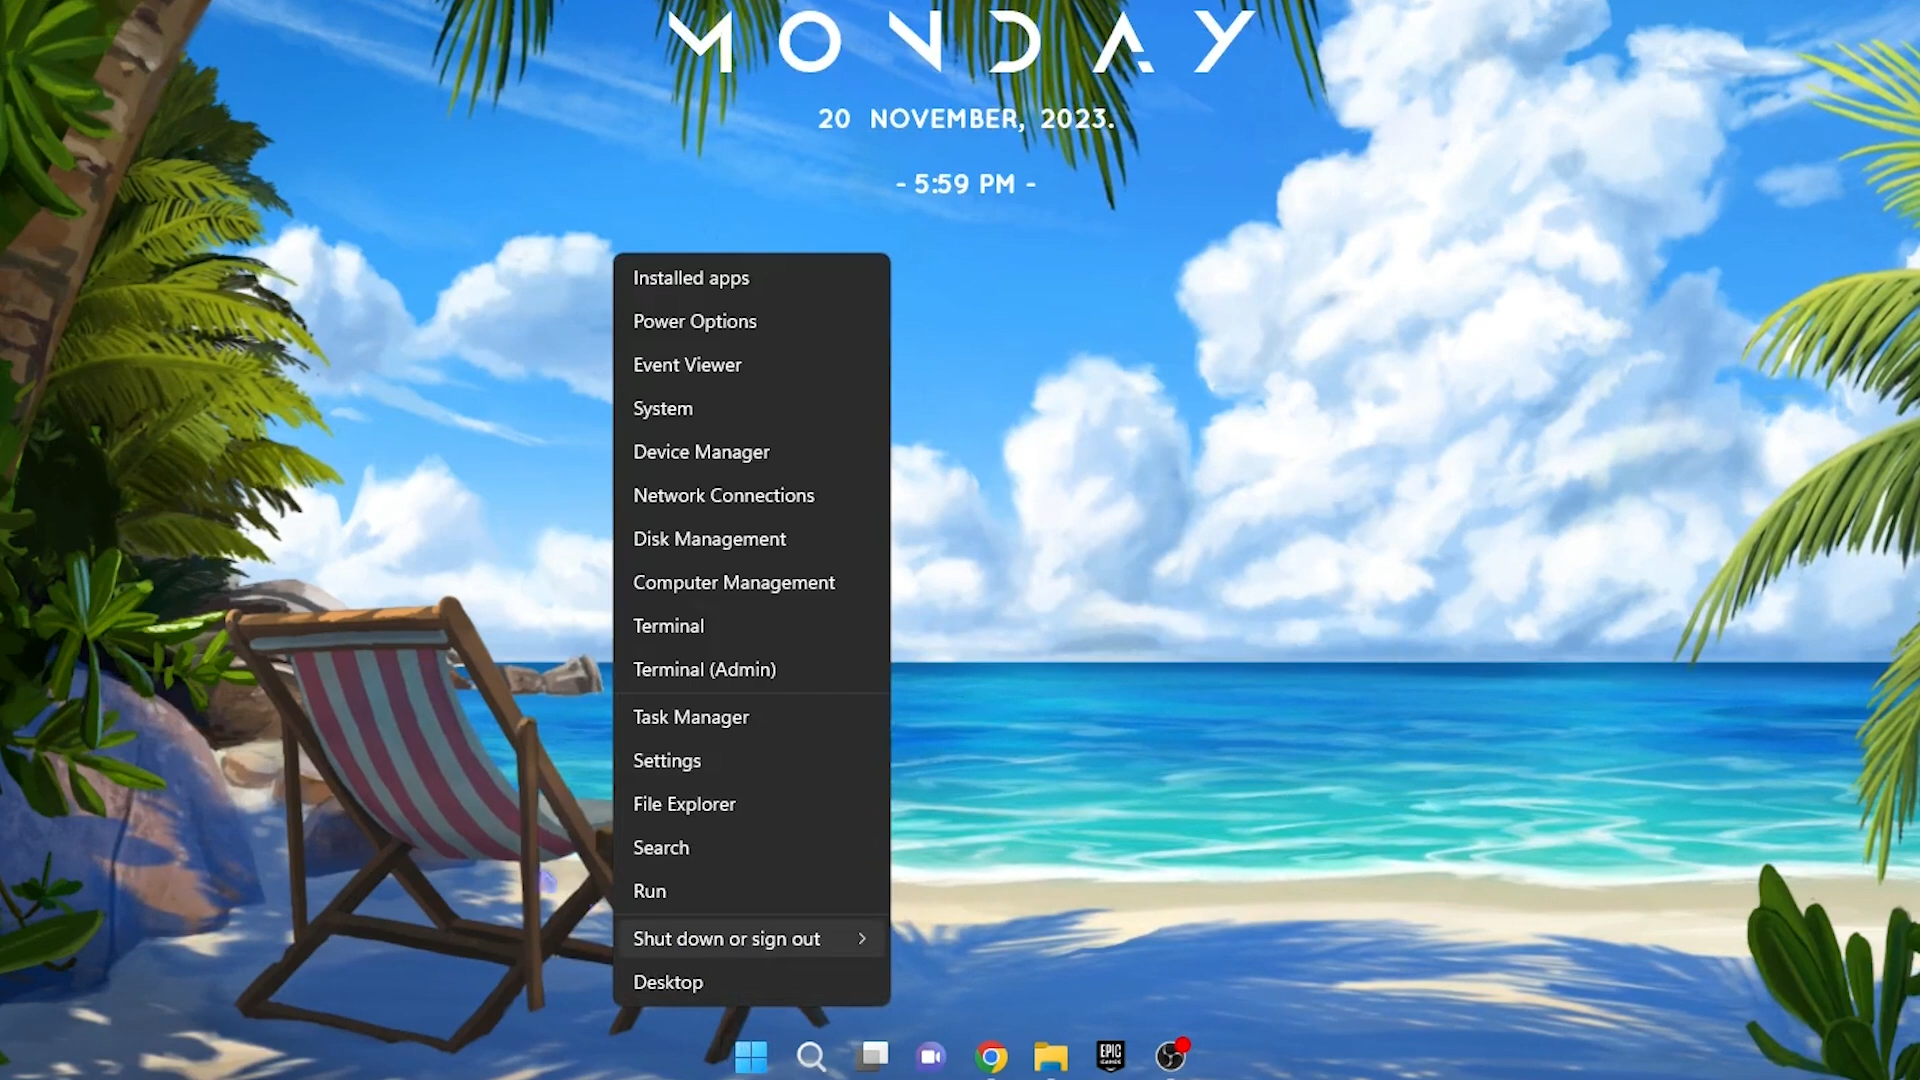 MONDAY
20 NOVEMBER, 2023.
- 5:59 PM -
Installed apps
Power Options
Event Viewer
System
Device Manager
Network Connections
Disk Management
Computer Management
Terminal
Terminal (Admin)
Task Manager
Settings
File Explorer
Search
Run
Shut down or sign out
Desktop
EPIC
GAMES